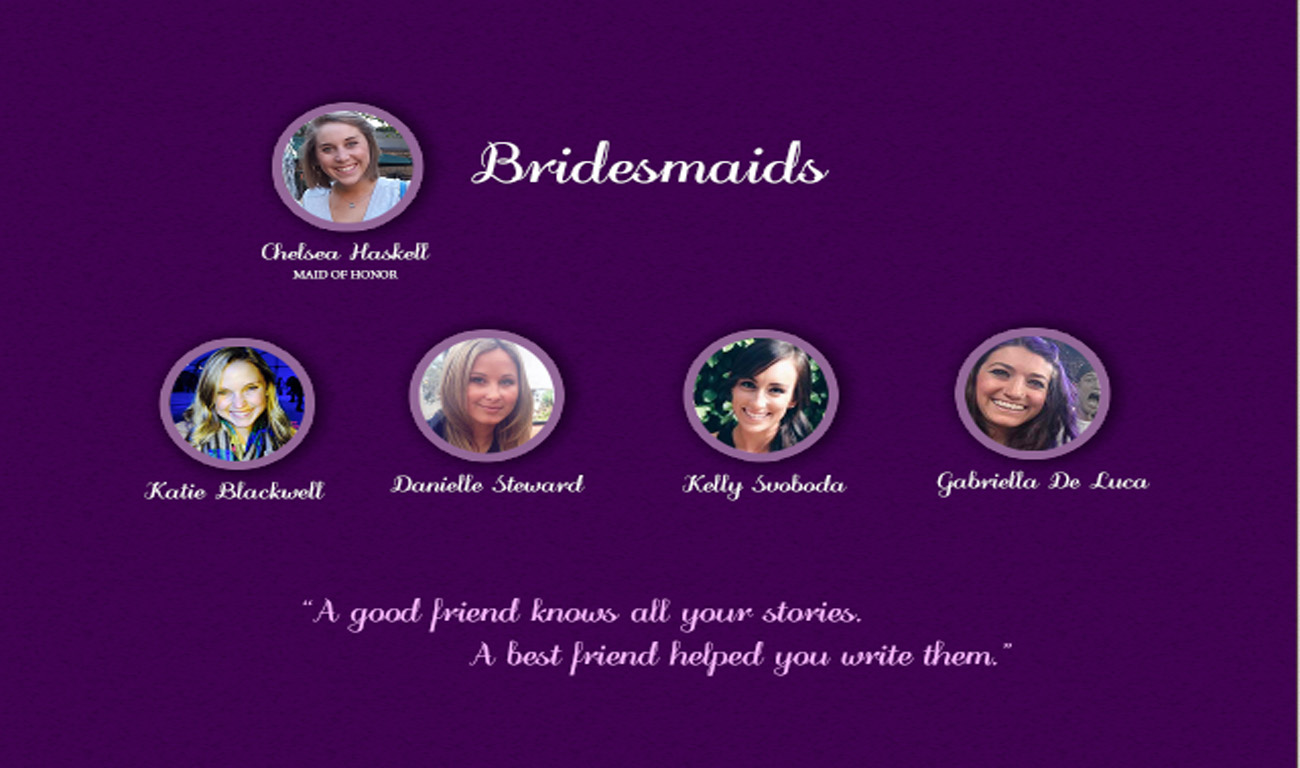 Bridesmaids
Chelsea Haskell
MAID OF HONOR
Katie Blackwell
Danielle Steward
Kelly Svoboda
Gabriella De Luca
“A good friend knows all your stories.
A best friend helped you write them.”